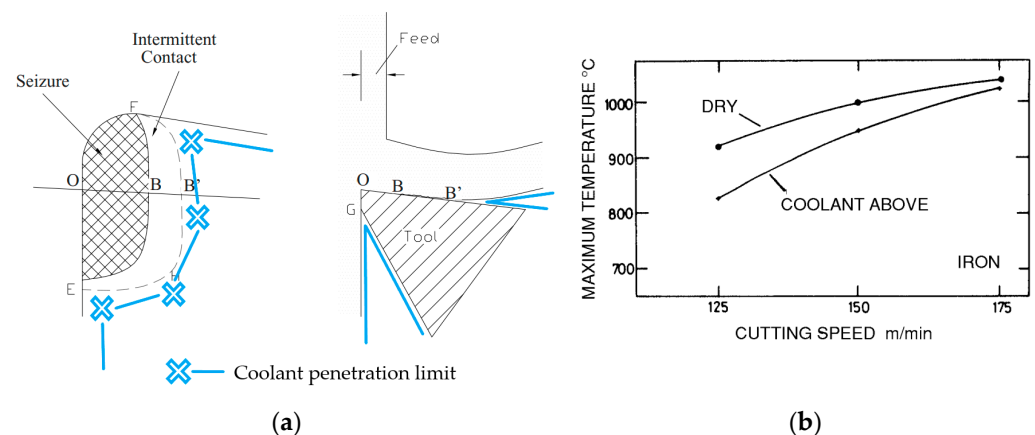 Intermittent
Contact
Seizure
F
O
B
B'
E
H
Feed
O
B
B'
G
Tool
Coolant penetration limit
(a)
MAXIMUM TEMPERATURE °C
1000
900
800
700
DRY
COOLANT ABOVE
IRON
125
150
175
CUTTING SPEED m/min
(b)